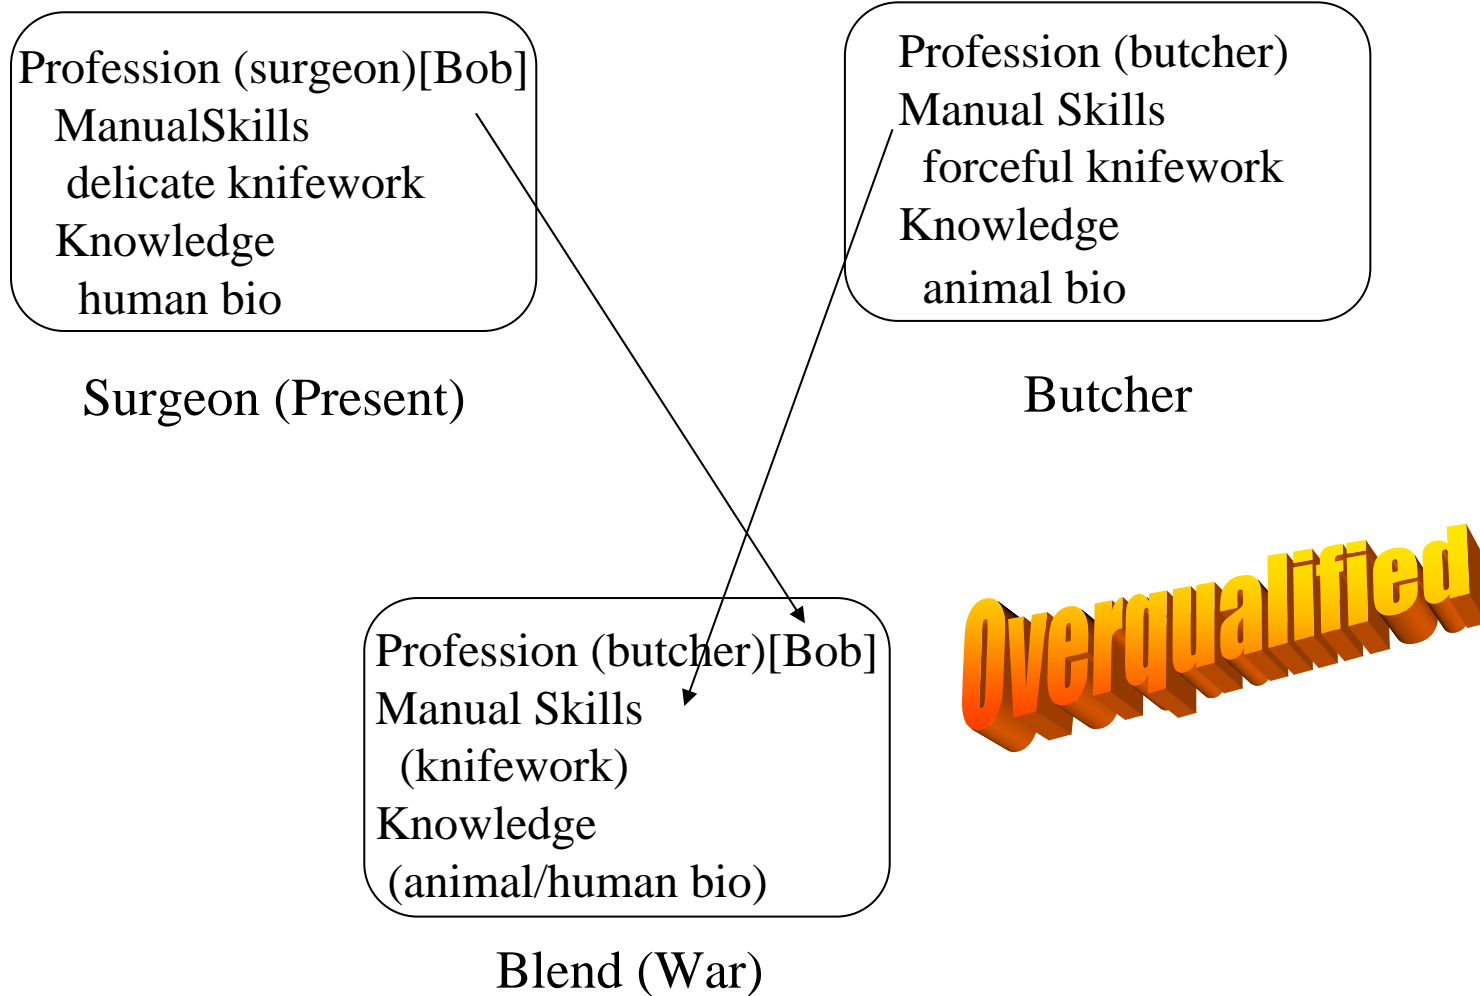 Profession (surgeon)[Bob]
ManualSkills
delicate knifework
Knowledge
human bio
Surgeon (Present)
Profession (butcher)
Manual Skills
forceful knifework
Knowledge
animal bio
Butcher
Overqualified
Profession (butcher)[Bob]
Manual Skills
(knifework)
Knowledge
(animal/human bio)
Blend (War)